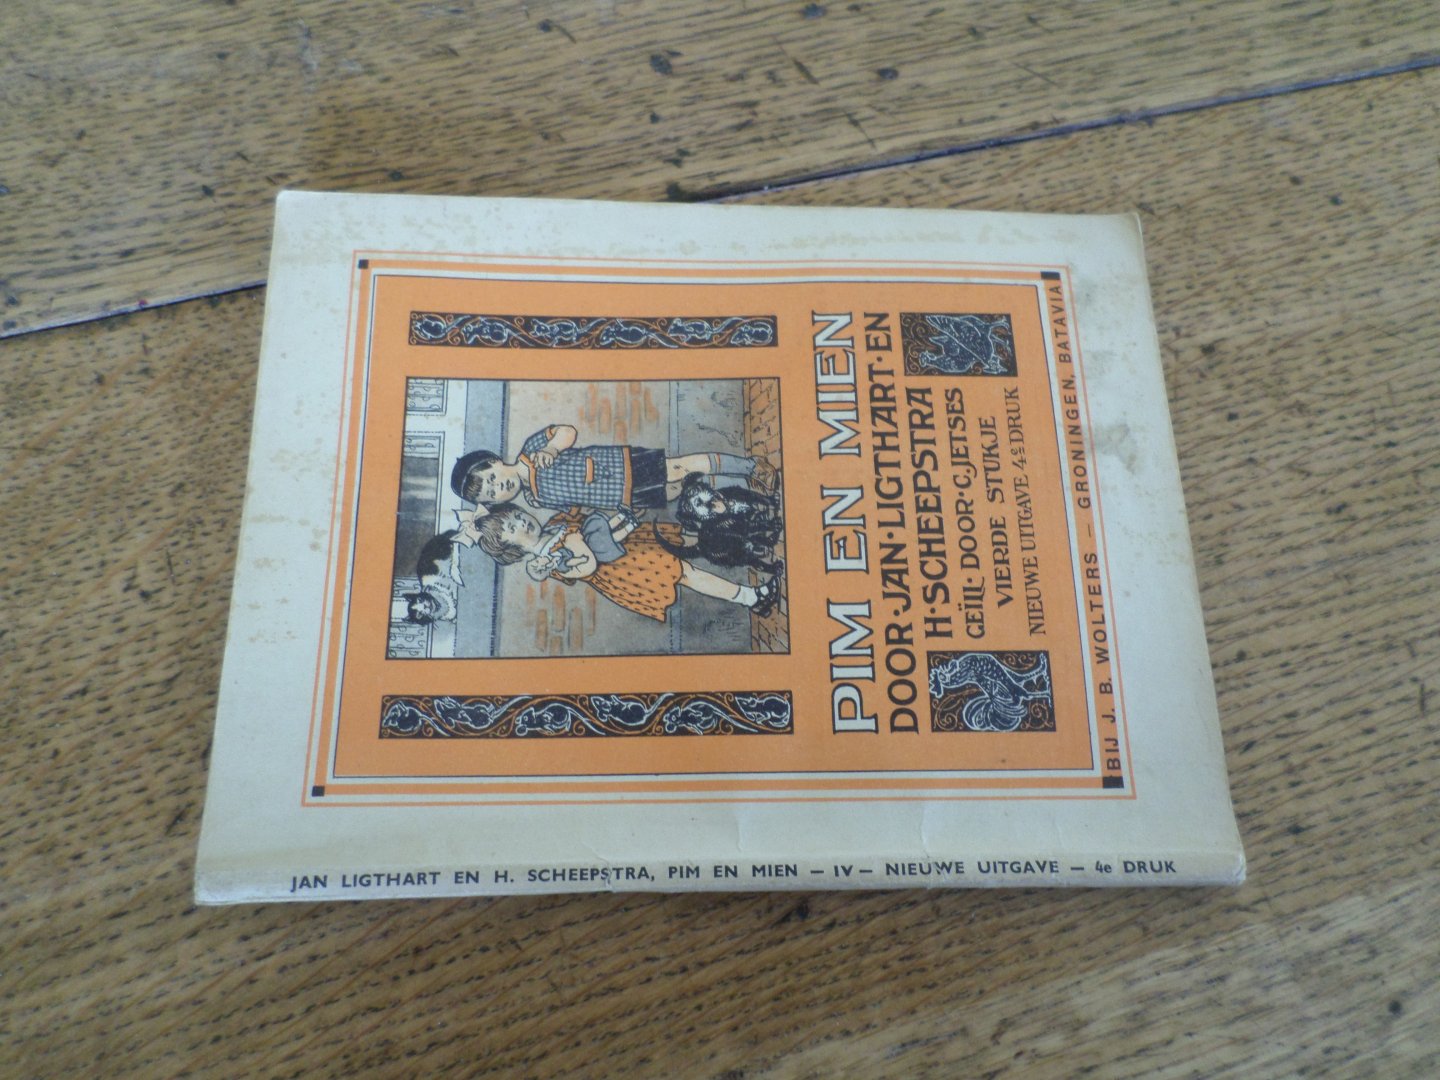 PIM EN MIEN
DOOR·JAN·LIGTHART·EN
H·SCHEEPSTRA
GEÏLL·DOOR·C.JETSES
VIERDE STUKJE
NIEUWE UITGAVE 4e DRUK
BIJ J. B. WOLTERS – GRONINGEN, BATAVIA
JAN LIGTHART EN H. SCHEEPSTRA, PIM EN MIEN – IV – NIEUWE UITGAVE – 4e DRUK